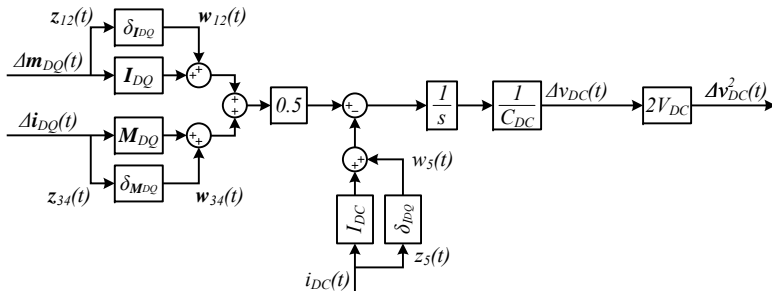 z12(t) δIDQ w12(t)
ΔmDQ(t) IDQ + +
+ +
0.5 + − 1/s 1/CDC ΔvDC(t) 2VDC Δv²DC(t)
ΔiDQ(t) MDQ + +
z34(t) δMDQ w34(t)
+ + w5(t)
IDC δIDQ
z5(t)
iDC(t)